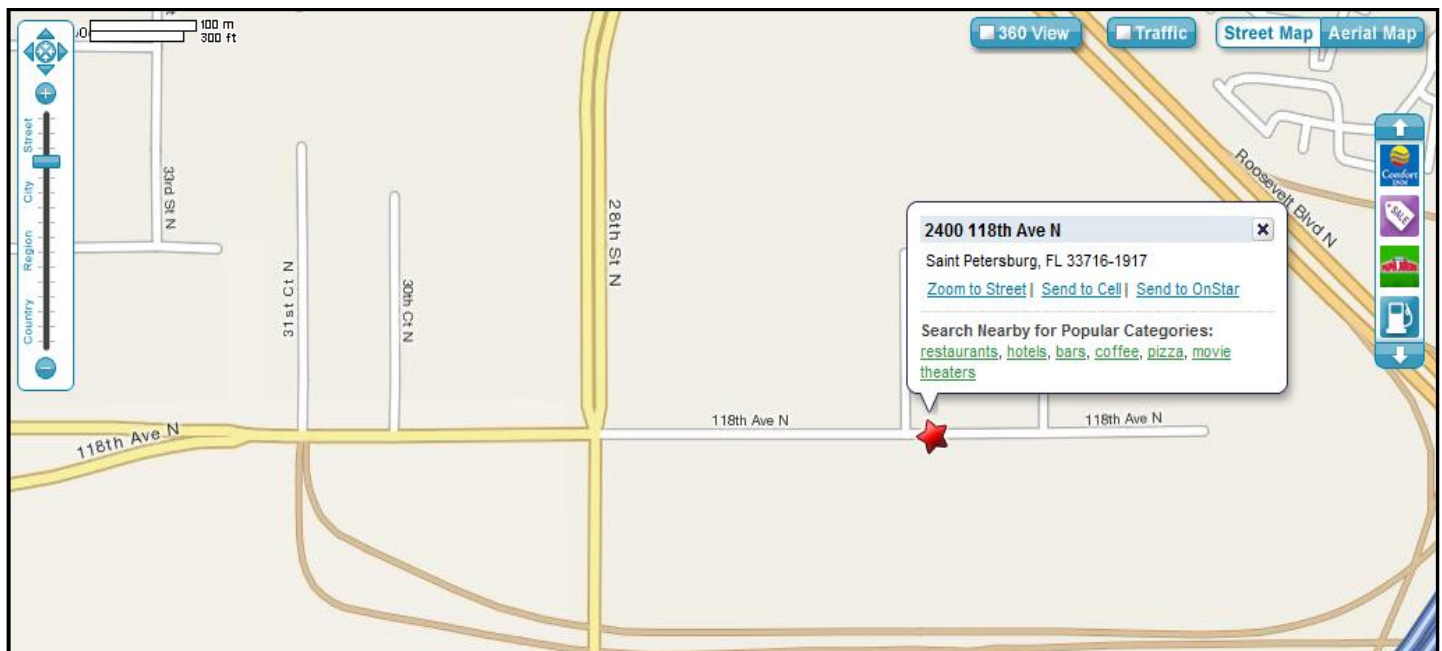 100 m
300 ft
360 View
Traffic
Street Map
Aerial Map
Street
City
Region
Country
33rd St N
31st Ct N
30th Ct N
28th St N
Roosevelt Blvd N
Comfort
INN
SALE
2400 118th Ave N
Saint Petersburg, FL 33716-1917
Zoom to Street | Send to Cell | Send to OnStar
Search Nearby for Popular Categories:
restaurants, hotels, bars, coffee, pizza, movie
theaters
118th Ave N
118th Ave N
118th Ave N